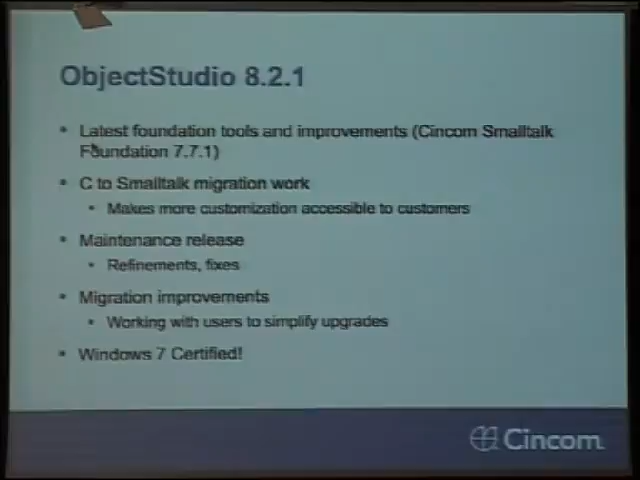 ObjectStudio 8.2.1
• Latest foundation tools and improvements (Cincom Smalltalk
Foundation 7.7.1)
• C to Smalltalk migration work
• Makes more customization accessible to customers
• Maintenance release
• Refinements, fixes
• Migration improvements
• Working with users to simplify upgrades
• Windows 7 Certified!
Cincom